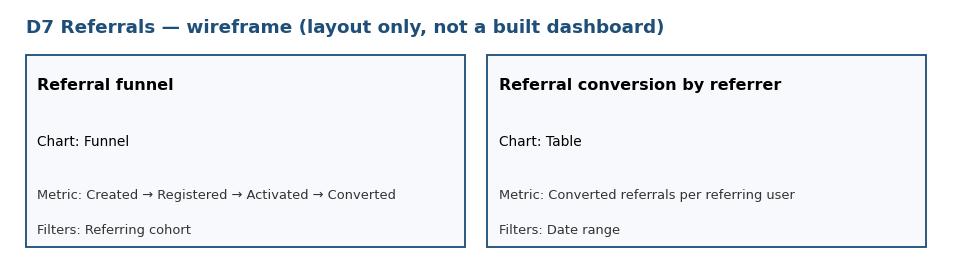 D7 Referrals — wireframe (layout only, not a built dashboard)
Referral funnel
Chart: Funnel
Metric: Created → Registered → Activated → Converted
Filters: Referring cohort
Referral conversion by referrer
Chart: Table
Metric: Converted referrals per referring user
Filters: Date range